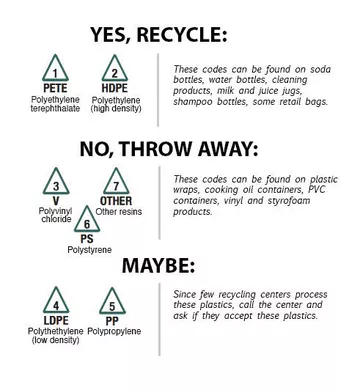 YES, RECYCLE:
1
PETE
Polyethylene
terephthalate
2
HDPE
Polyethylene
(high density)
These codes can be found on soda
bottles, water bottles, cleaning
products, milk and juice jugs,
shampoo bottles, some retail bags.
NO, THROW AWAY:
3
V
Polyvinyl
chloride
7
OTHER
Other resins
6
PS
Polystyrene
These codes can be found on plastic
wraps, cooking oil containers, PVC
containers, vinyl and styrofoam
products.
MAYBE:
4
LDPE
Polythethylene
(low density)
5
PP
Polypropylene
Since few recycling centers process
these plastics, call the center and
ask if they accept these plastics.